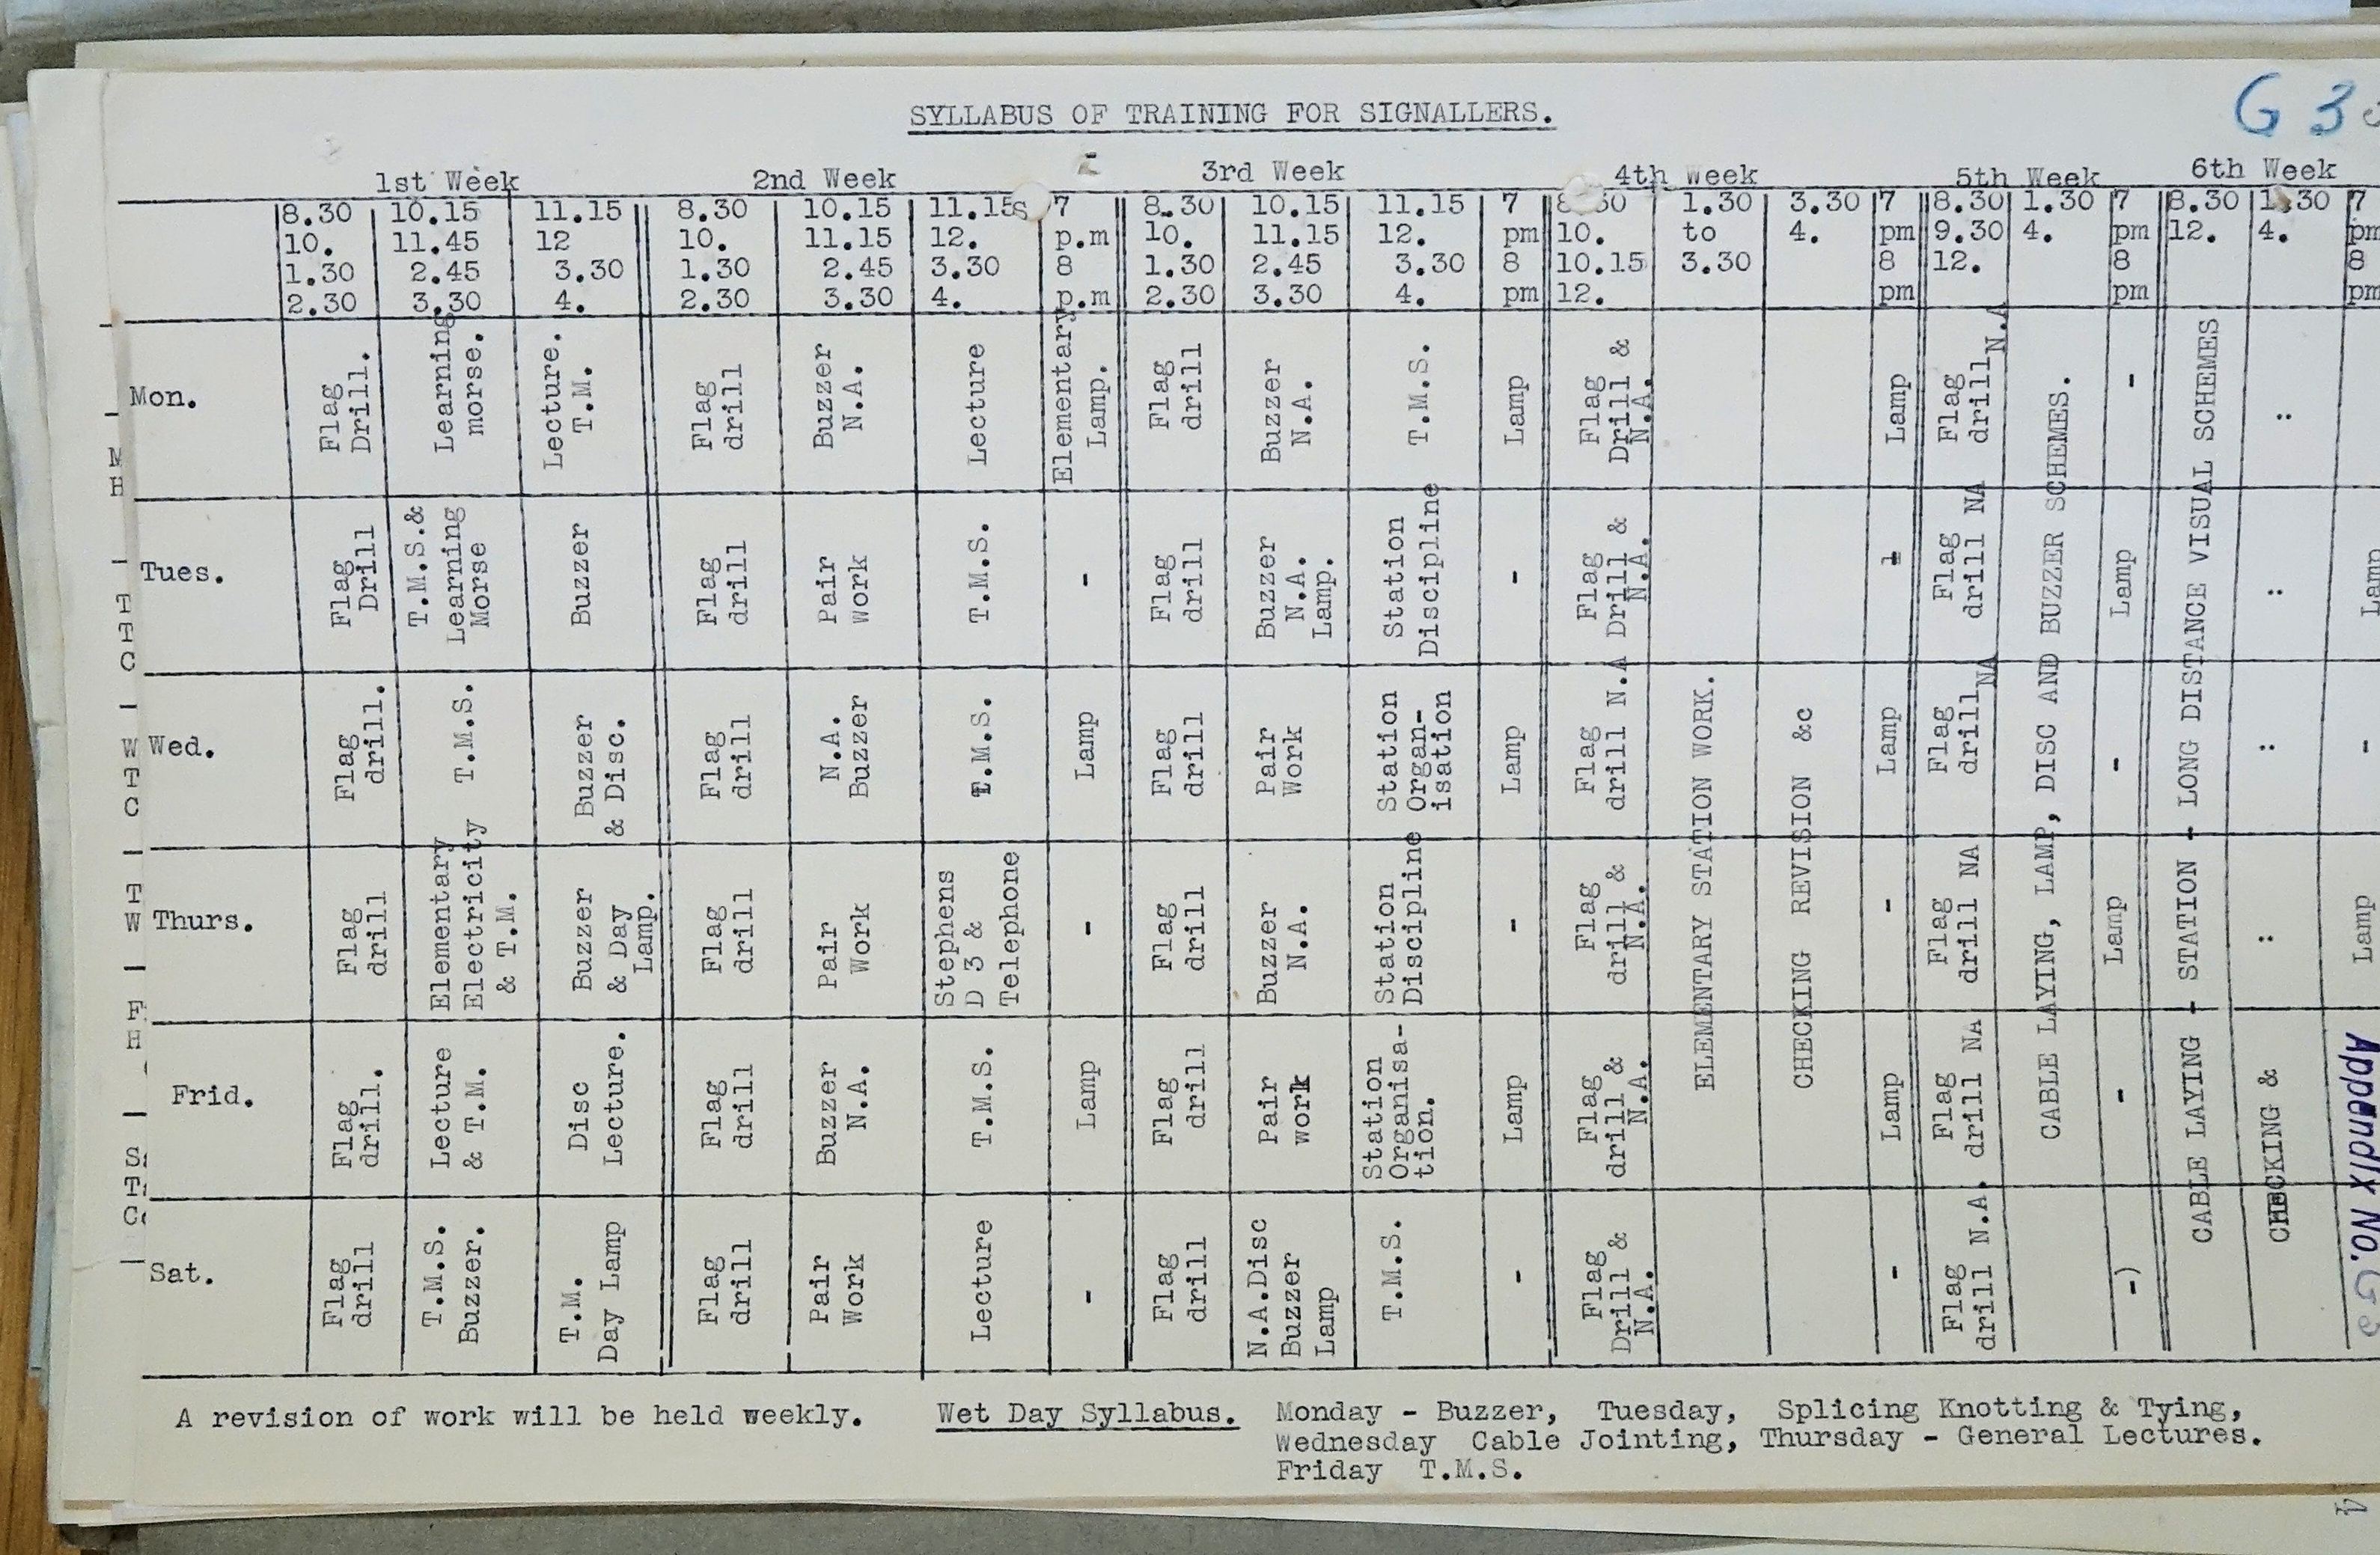 G 3
SYLLABUS OF TRAINING FOR SIGNALLERS.
1st Week 2nd Week 3rd Week 4th Week 5th Week 6th Week
8.30 10.15 11.15 8.30 10.15 11.15 7 8.30 10.15 11.15 7 8.30 1.30 3.30 7 8.30 1.30 7 8.30 1.30 7
10. 11.45 12 10. 11.15 12. p.m 10. 11.15 12. pm 10. to 4. pm 9.30 4. pm 12. 4. pm
1.30 2.45 3.30 1.30 2.45 3.30 8 1.30 2.45 3.30 8 10.15 3.30 8 12. 8 8
2.30 3.30 4. 2.30 3.30 4. p.m 2.30 3.30 4. pm 12. pm pm pm
Mon.
Flag
Drill.
Learning
morse.
Lecture.
T.M.
Flag
drill
Buzzer
N.A.
Lecture
Elementary
Lamp.
Flag
drill
Buzzer
N.A.
T.M.S.
Lamp
Flag
Drill &
N.A.
Lamp
Flag
drill N.A
-
:
Tues.
Flag
Drill
T.M.S.&
Learning
Morse
Buzzer
Flag
drill
Pair
work
T.M.S.
-
Flag
drill
Buzzer
N.A.
Lamp.
Station
Discipline
-
Flag
Drill &
N.A.
Flag
drill NA
Lamp
:
Lamp
Wed.
Flag
drill.
T.M.S.
Buzzer
& Disc.
Flag
drill
N.A.
Buzzer
T.M.S.
Lamp
Flag
drill
Pair
Work
Station
Organ-
isation
Lamp
Flag
drill N.A
Lamp
Flag
drill NA
-
:
-
Thurs.
Flag
drill
Elementary
Electricity
& T.M.
Buzzer
& Day
Lamp.
Flag
drill
Pair
Work
Stephens
D 3 &
Telephone
-
Flag
drill
Buzzer
N.A.
Station
Discipline
-
Flag
drill &
N.A.
-
Flag
drill NA
Lamp
:
Lamp
Frid.
Flag
drill.
Lecture
& T.M.
Disc
Lecture.
Flag
drill
Buzzer
N.A.
T.M.S.
Lamp
Flag
drill
Pair
work
Station
Organisa-
tion.
Lamp
Flag
drill &
N.A.
Lamp
Flag
drill NA
-
Sat.
Flag
drill
T.M.S.
Buzzer.
T.M.
Day Lamp
Flag
drill
Pair
Work
Lecture
-
Flag
drill
N.A.Disc
Buzzer
Lamp
T.M.S.
-
Flag
Drill &
N.A.
-
Flag
drill N.A.
-)
ELEMENTARY STATION WORK.
CHECKING REVISION &c
CABLE LAYING, LAMP, DISC AND BUZZER SCHEMES.
CABLE LAYING - STATION - LONG DISTANCE VISUAL SCHEMES
CHECKING &
Appendix No.
A revision of work will be held weekly. Wet Day Syllabus. Monday - Buzzer, Tuesday, Splicing Knotting & Tying,
Wednesday Cable Jointing, Thursday - General Lectures.
Friday T.M.S.